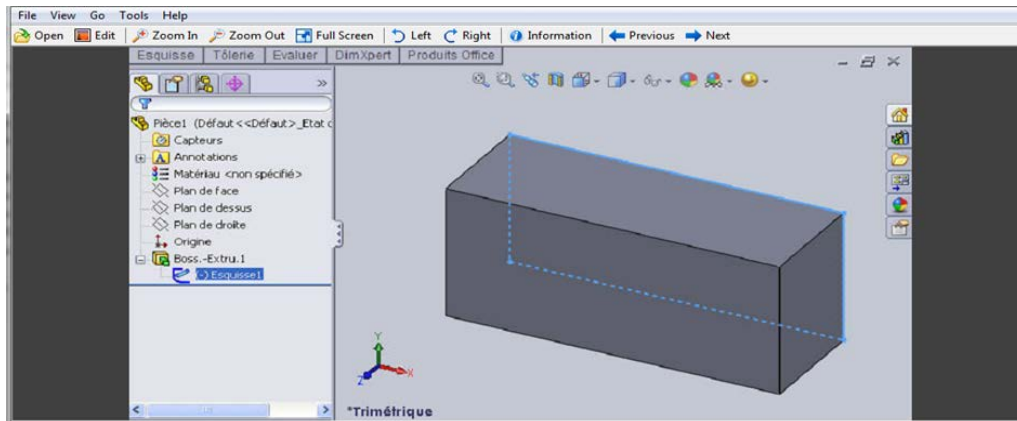 File View Go Tools Help
Open Edit Zoom In Zoom Out Full Screen Left Right Information Previous Next
Esquisse Tôlerie Evaluer DimXpert Produits Office
Pièce1 (Défaut<<Défaut>_Etat c
Capteurs
A Annotations
Matériau <non spécifié>
Plan de face
Plan de dessus
Plan de droite
Origine
Boss.-Extru.1
(-) Esquisse1
Y
X
Z
*Trimétrique